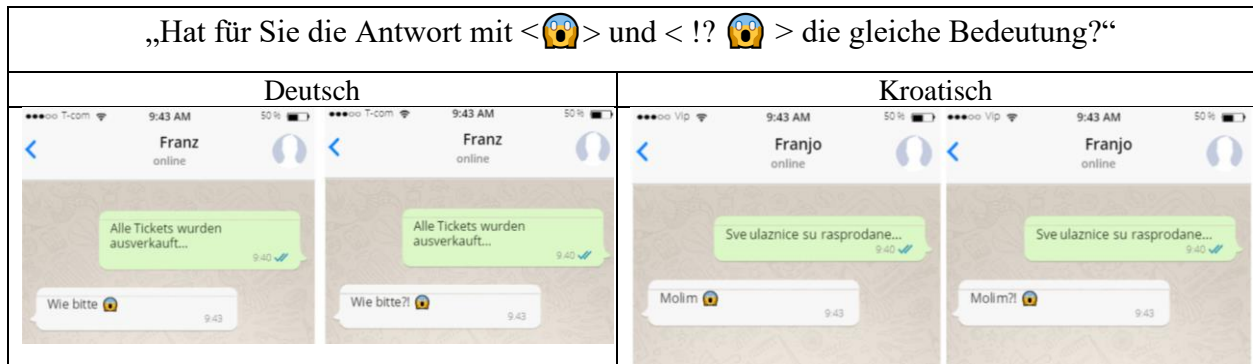 „Hat für Sie die Antwort mit <😱> und < !? 😱 > die gleiche Bedeutung?“
Deutsch
Kroatisch
T-com 9:43 AM 50 %
Franz
online
Alle Tickets wurden
ausverkauft...
9:40
Wie bitte 😱
9:43
T-com 9:43 AM 50 %
Franz
online
Alle Tickets wurden
ausverkauft...
9:40
Wie bitte?! 😱
9:43
Vip 9:43 AM 50 %
Franjo
online
Sve ulaznice su rasprodane...
9:40
Molim 😱
9:43
Vip 9:43 AM 50 %
Franjo
online
Sve ulaznice su rasprodane...
9:40
Molim?! 😱
9:43